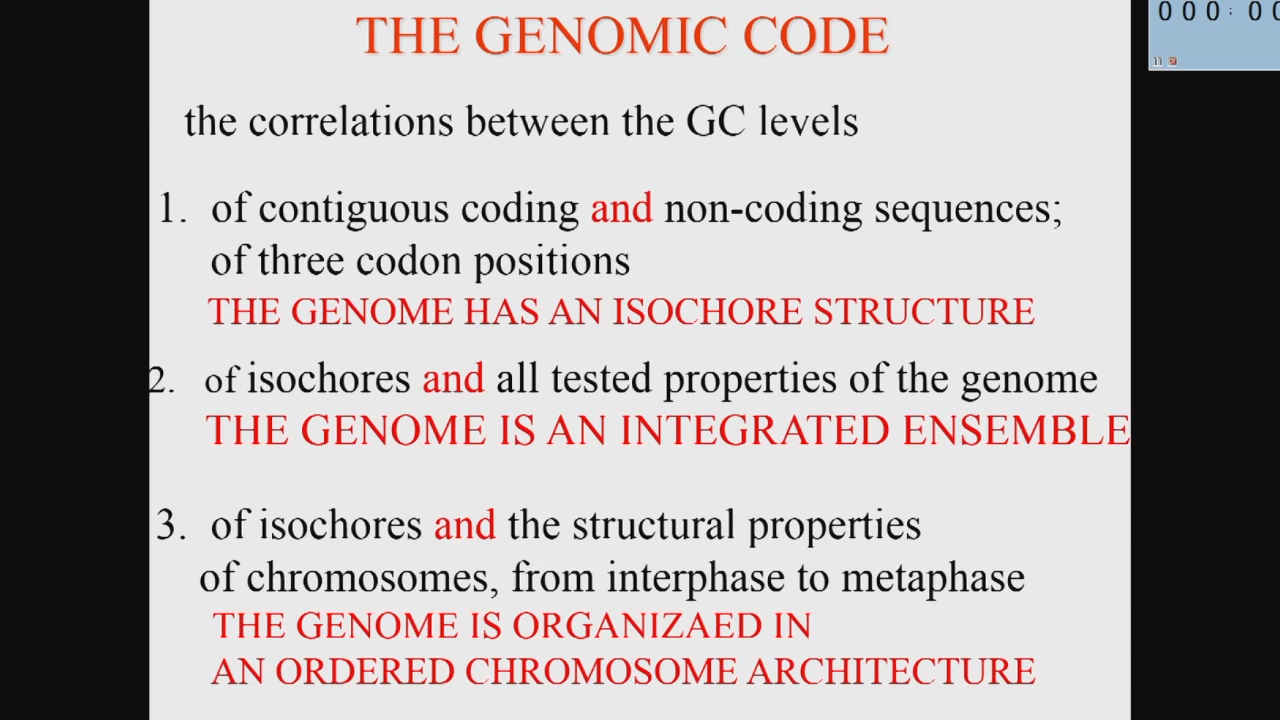 THE GENOMIC CODE
000:00
the correlations between the GC levels
1. of contiguous coding and non-coding sequences;
of three codon positions
THE GENOME HAS AN ISOCHORE STRUCTURE
2. of isochores and all tested properties of the genome
THE GENOME IS AN INTEGRATED ENSEMBLE
3. of isochores and the structural properties
of chromosomes, from interphase to metaphase
THE GENOME IS ORGANIZAED IN
AN ORDERED CHROMOSOME ARCHITECTURE